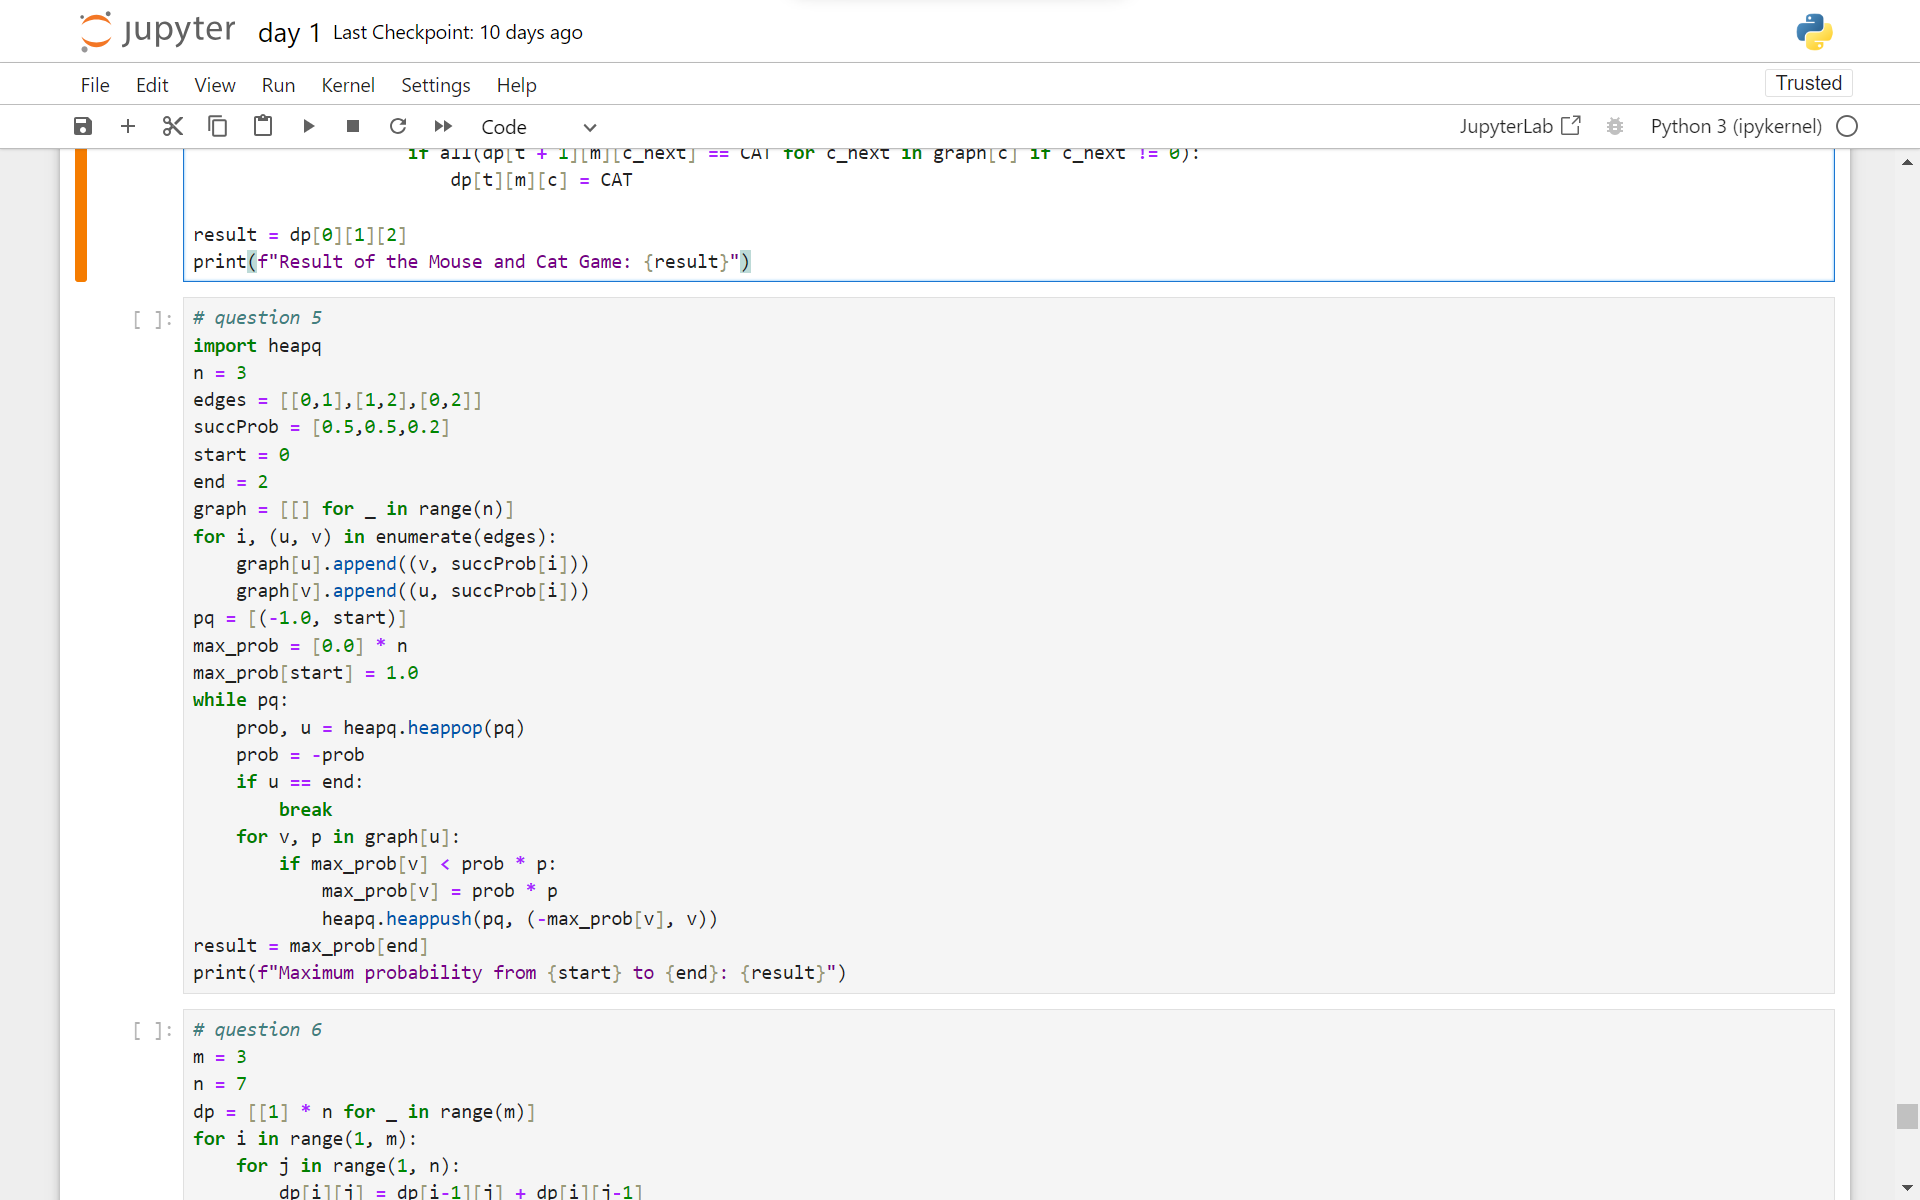 jupyter day 1 Last Checkpoint: 10 days ago
File Edit View Run Kernel Settings Help Trusted
Code JupyterLab Python 3 (ipykernel)
if all(dp[t + 1][m][c_next] == CAT for c_next in graph[c] if c_next != 0):
dp[t][m][c] = CAT
result = dp[0][1][2]
print(f"Result of the Mouse and Cat Game: {result}")
[ ]: # question 5
import heapq
n = 3
edges = [[0,1],[1,2],[0,2]]
succProb = [0.5,0.5,0.2]
start = 0
end = 2
graph = [[] for _ in range(n)]
for i, (u, v) in enumerate(edges):
graph[u].append((v, succProb[i]))
graph[v].append((u, succProb[i]))
pq = [(-1.0, start)]
max_prob = [0.0] * n
max_prob[start] = 1.0
while pq:
prob, u = heapq.heappop(pq)
prob = -prob
if u == end:
break
for v, p in graph[u]:
if max_prob[v] < prob * p:
max_prob[v] = prob * p
heapq.heappush(pq, (-max_prob[v], v))
result = max_prob[end]
print(f"Maximum probability from {start} to {end}: {result}")
[ ]: # question 6
m = 3
n = 7
dp = [[1] * n for _ in range(m)]
for i in range(1, m):
for j in range(1, n):
dp[i][j] = dp[i-1][j] + dp[i][j-1]